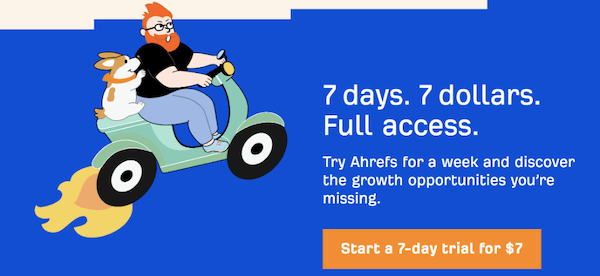 7 days. 7 dollars.
Full access.
Try Ahrefs for a week and discover
the growth opportunities you’re
missing.
Start a 7-day trial for $7